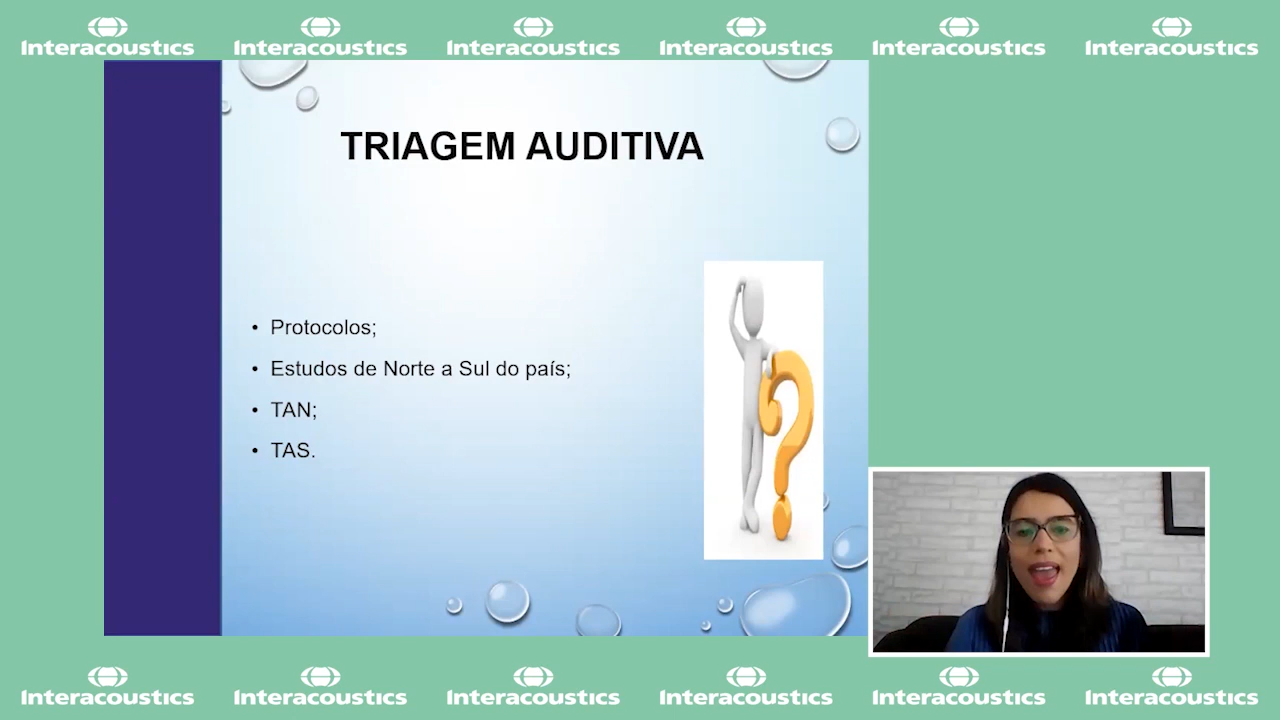 Interacoustics Interacoustics Interacoustics Interacoustics Interacoustics Interacoustics
TRIAGEM AUDITIVA
• Protocolos;
• Estudos de Norte a Sul do país;
• TAN;
• TAS.
Interacoustics Interacoustics Interacoustics Interacoustics Interacoustics Interacoustics